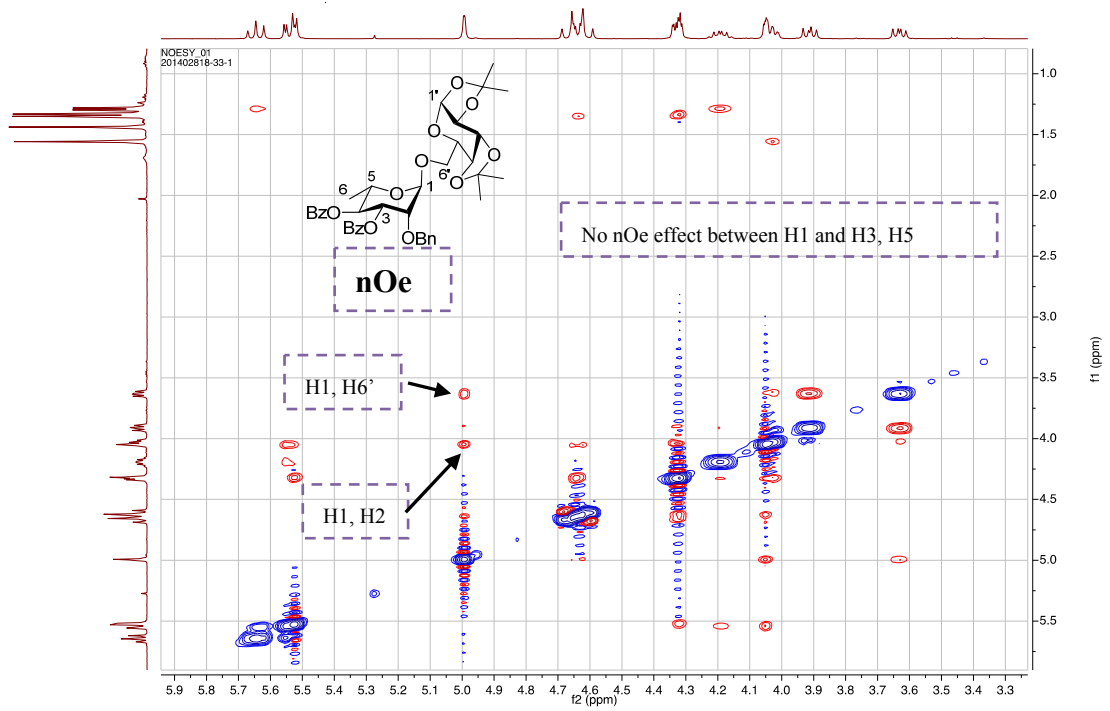 NOESY_01
201402818-33-1
O
O
1'
O
O
O
O
6'
O
6
5
O
1
BzO
3
BzO
OBn
nOe
No nOe effect between H1 and H3, H5
H1, H6’
H1, H2
1.0
1.5
2.0
2.5
3.0
3.5
4.0
4.5
5.0
5.5
f1 (ppm)
5.9 5.8 5.7 5.6 5.5 5.4 5.3 5.2 5.1 5.0 4.9 4.8 4.7 4.6 4.5 4.4 4.3 4.2 4.1 4.0 3.9 3.8 3.7 3.6 3.5 3.4 3.3
f2 (ppm)